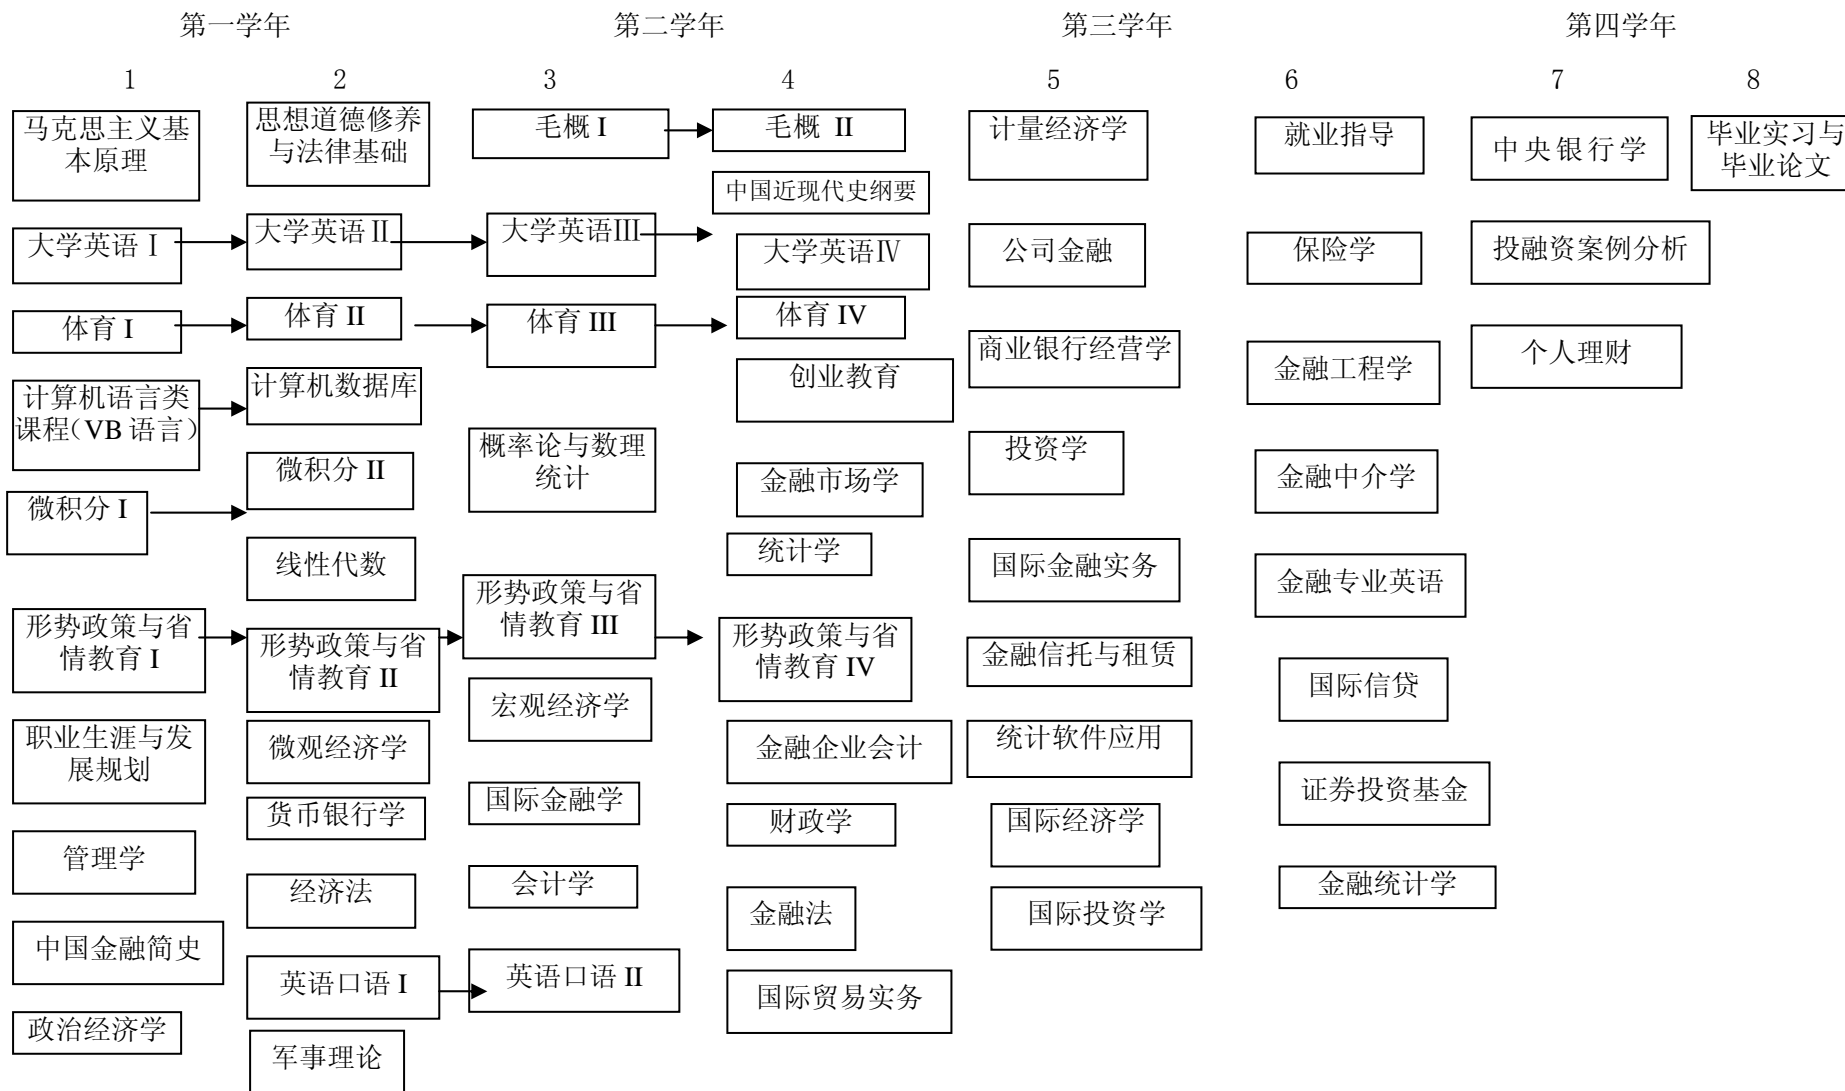 第一学年
第二学年
第三学年
第四学年
1
2
3
4
5
6
7
8
马克思主义基
本原理
大学英语Ⅰ
体育 I
计算机语言类
课程（VB 语言）
微积分 I
形势政策与省
情教育 I
职业生涯与发
展规划
管理学
中国金融简史
政治经济学
思想道德修养
与法律基础
大学英语Ⅱ
体育 II
计算机数据库
微积分 II
线性代数
形势政策与省
情教育 II
微观经济学
货币银行学
经济法
英语口语 I
军事理论
毛概 I
大学英语Ⅲ
体育 III
概率论与数理
统计
形势政策与省
情教育 III
宏观经济学
国际金融学
会计学
英语口语 II
毛概 II
中国近现代史纲要
大学英语Ⅳ
体育 IV
创业教育
金融市场学
统计学
形势政策与省
情教育 IV
金融企业会计
财政学
金融法
国际贸易实务
计量经济学
公司金融
商业银行经营学
投资学
国际金融实务
金融信托与租赁
统计软件应用
国际经济学
国际投资学
就业指导
保险学
金融工程学
金融中介学
金融专业英语
国际信贷
证券投资基金
金融统计学
中央银行学
投融资案例分析
个人理财
毕业实习与
毕业论文